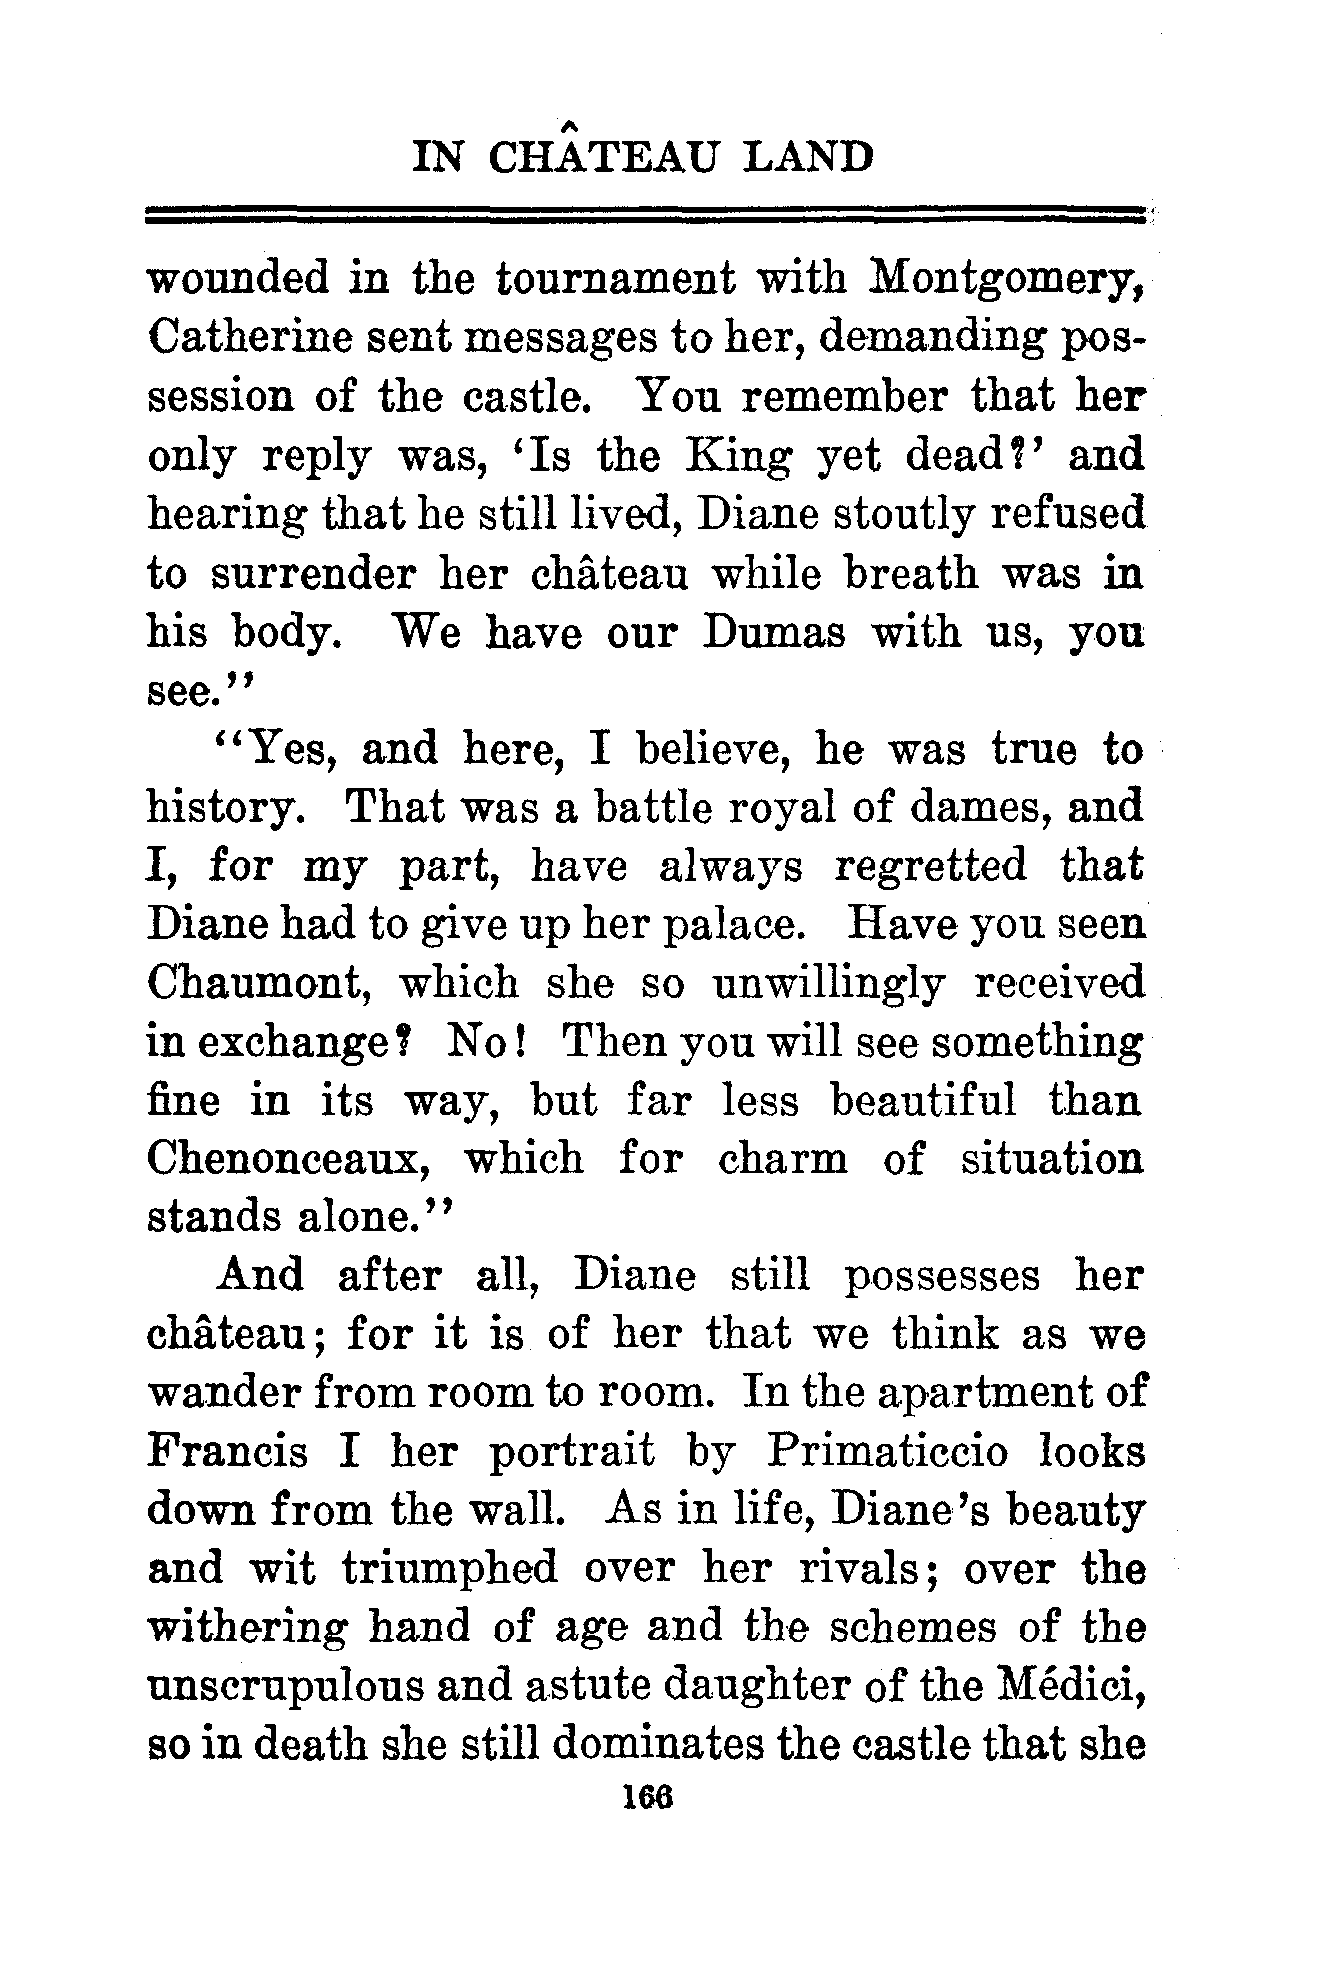 IN CHÂTEAU LAND
wounded in the tournament with Montgomery,
Catherine sent messages to her, demanding pos-
session of the castle. You remember that her
only reply was, ‘Is the King yet dead?’ and
hearing that he still lived, Diane stoutly refused
to surrender her château while breath was in
his body. We have our Dumas with us, you
see.’’
‘‘Yes, and here, I believe, he was true to
history. That was a battle royal of dames, and
I, for my part, have always regretted that
Diane had to give up her palace. Have you seen
Chaumont, which she so unwillingly received
in exchange? No! Then you will see something
fine in its way, but far less beautiful than
Chenonceaux, which for charm of situation
stands alone.’’
And after all, Diane still possesses her
château; for it is of her that we think as we
wander from room to room. In the apartment of
Francis I her portrait by Primaticcio looks
down from the wall. As in life, Diane’s beauty
and wit triumphed over her rivals; over the
withering hand of age and the schemes of the
unscrupulous and astute daughter of the Médici,
so in death she still dominates the castle that she
166